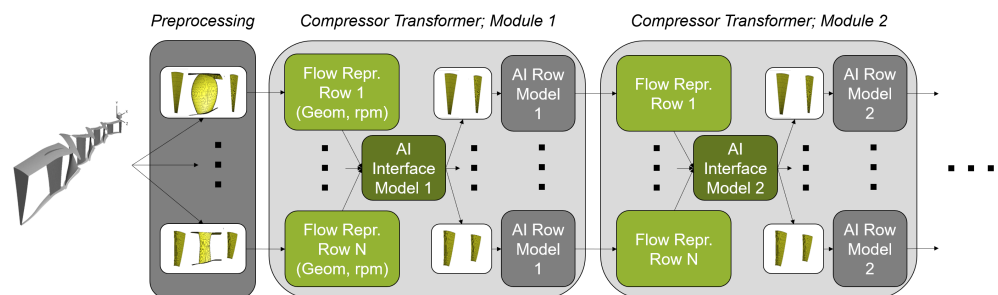 Preprocessing
Compressor Transformer; Module 1
Compressor Transformer; Module 2
Flow Repr.
Row 1
(Geom, rpm)
AI
Interface
Model 1
Flow Repr.
Row N
(Geom, rpm)
AI Row
Model
1
AI Row
Model
1
Flow Repr.
Row 1
AI
Interface
Model 2
Flow Repr.
Row N
AI Row
Model
2
AI Row
Model
2